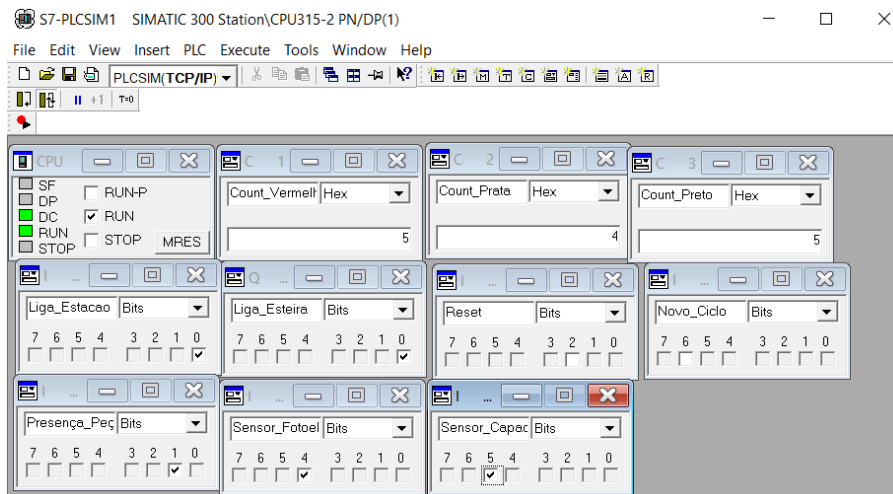 S7-PLCSIM1 SIMATIC 300 Station\CPU315-2 PN/DP(1)
File Edit View Insert PLC Execute Tools Window Help
PLCSIM(TCP/IP)
+1 T=0
CPU
SF
DP
DC
RUN
STOP
RUN-P
RUN
STOP
MRES
C 1
Count_Vermelh Hex
5
C 2
Count_Prata Hex
4
C 3
Count_Preto Hex
5
I ...
Liga_Estacao Bits
7 6 5 4 3 2 1 0
Q ...
Liga_Esteira Bits
7 6 5 4 3 2 1 0
I ...
Reset Bits
7 6 5 4 3 2 1 0
I ...
Novo_Ciclo Bits
7 6 5 4 3 2 1 0
I ...
Presença_Peç Bits
7 6 5 4 3 2 1 0
I ...
Sensor_Fotoel Bits
7 6 5 4 3 2 1 0
I ...
Sensor_Capac Bits
7 6 5 4 3 2 1 0